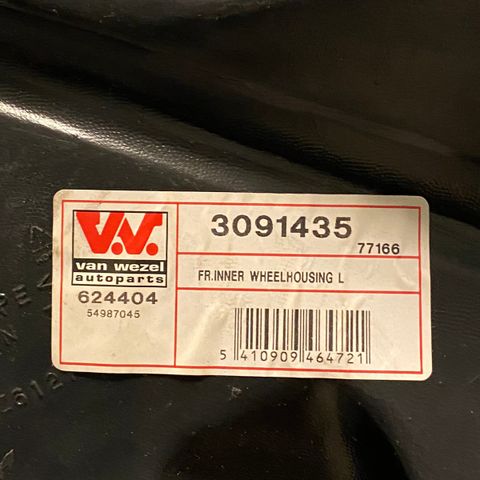 V.V.
van wezel
autoparts
624404
54987045
3091435
77166
FR.INNER WHEELHOUSING L
5 410909 464721